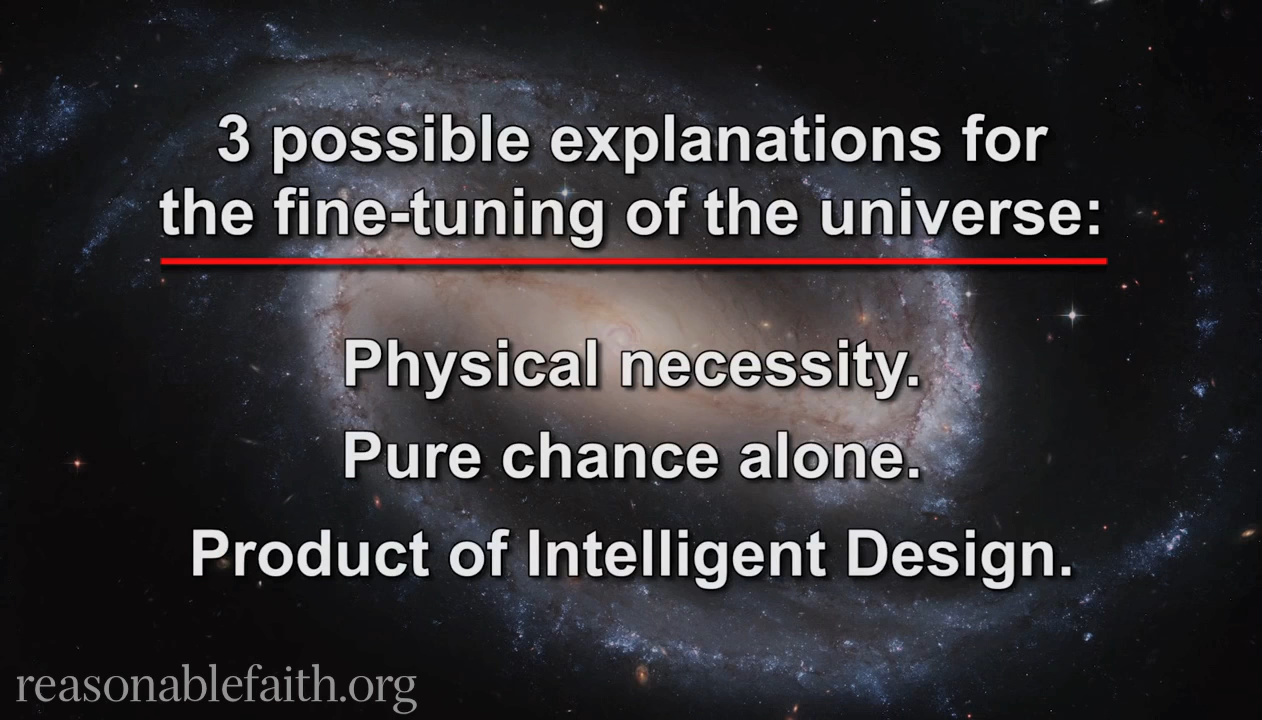 3 possible explanations for
the fine-tuning of the universe:
Physical necessity.
Pure chance alone.
Product of Intelligent Design.
reasonablefaith.org